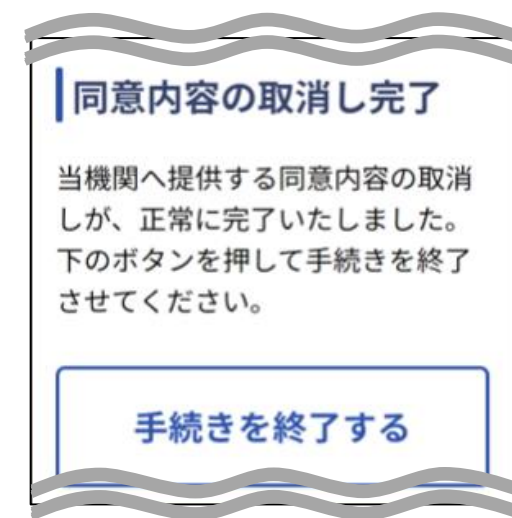 同意内容の取消し完了
当機関へ提供する同意内容の取消
しが、正常に完了いたしました。
下のボタンを押して手続きを終了
させてください。
手続きを終了する